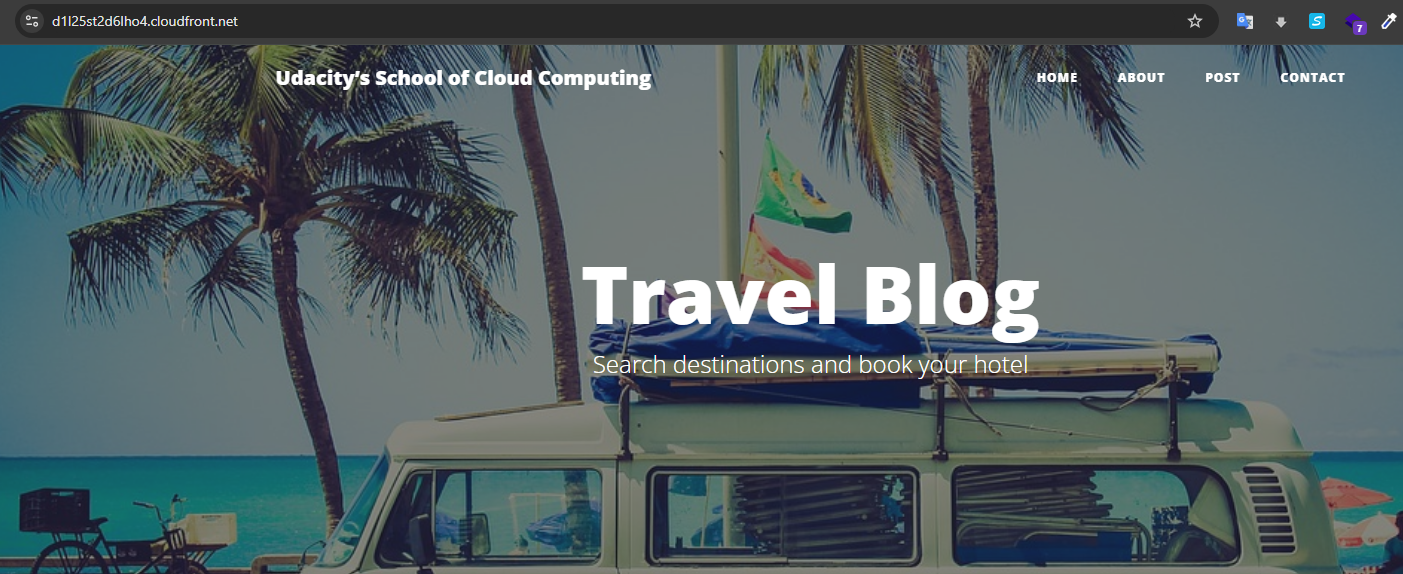 d1l25st2d6lho4.cloudfront.net
7
Udacity’s School of Cloud Computing
HOME ABOUT POST CONTACT
Travel Blog
Search destinations and book your hotel